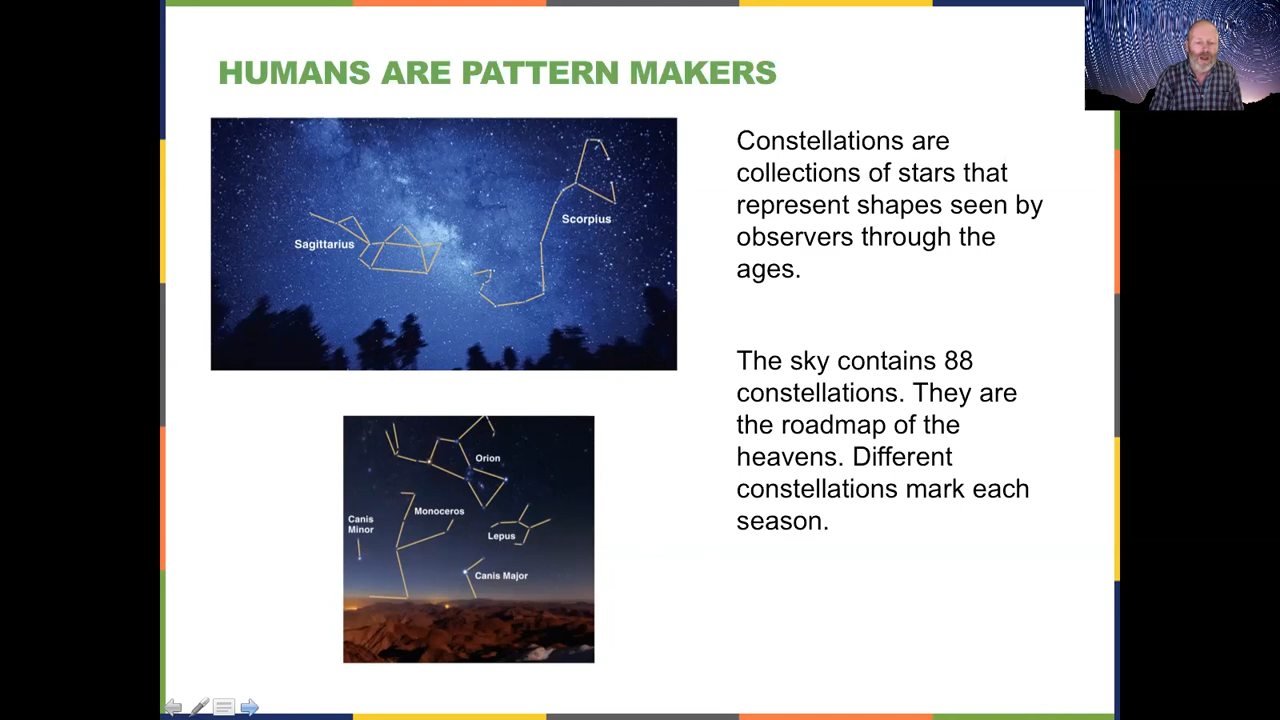 HUMANS ARE PATTERN MAKERS
Sagittarius
Scorpius
Constellations are
collections of stars that
represent shapes seen by
observers through the
ages.
The sky contains 88
constellations. They are
the roadmap of the
heavens. Different
constellations mark each
season.
Orion
Monoceros
Canis
Minor
Lepus
Canis Major